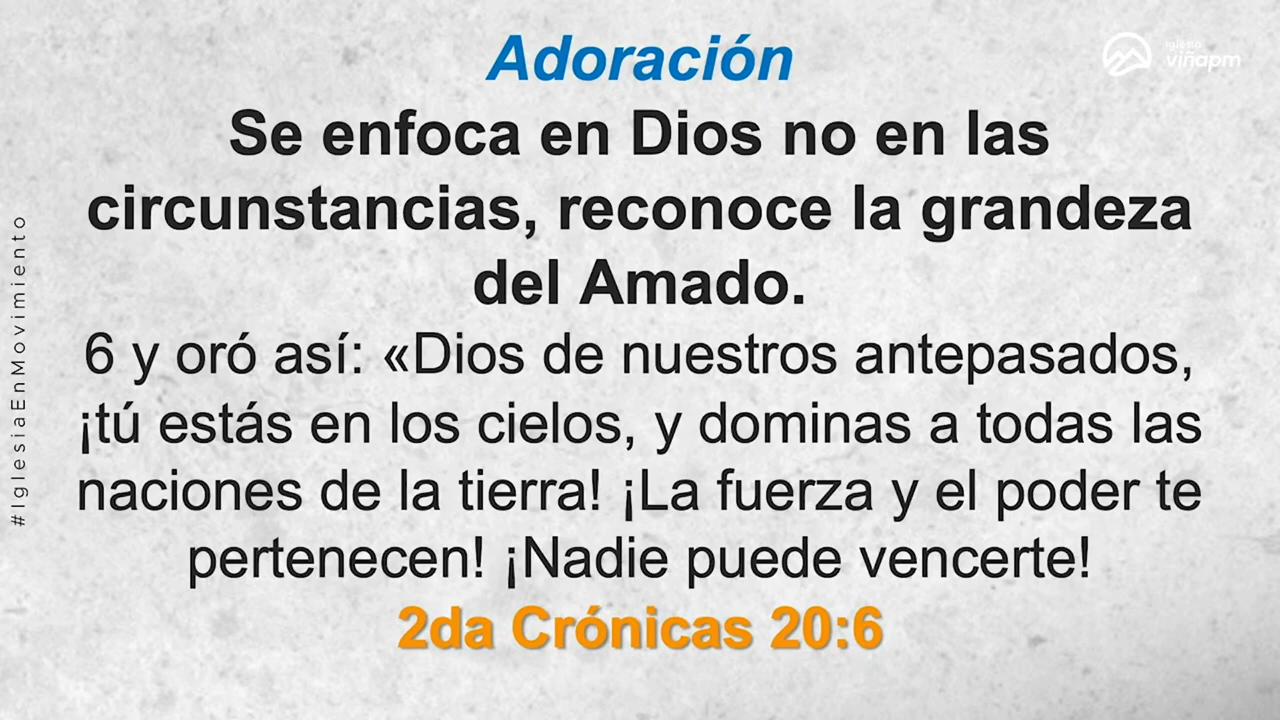 Adoración
Se enfoca en Dios no en las
circunstancias, reconoce la grandeza
del Amado.
6 y oró así: «Dios de nuestros antepasados,
¡tú estás en los cielos, y dominas a todas las
naciones de la tierra! ¡La fuerza y el poder te
pertenecen! ¡Nadie puede vencerte!
2da Crónicas 20:6
#IglesiaEnMovimiento
Iglesia
viñapm